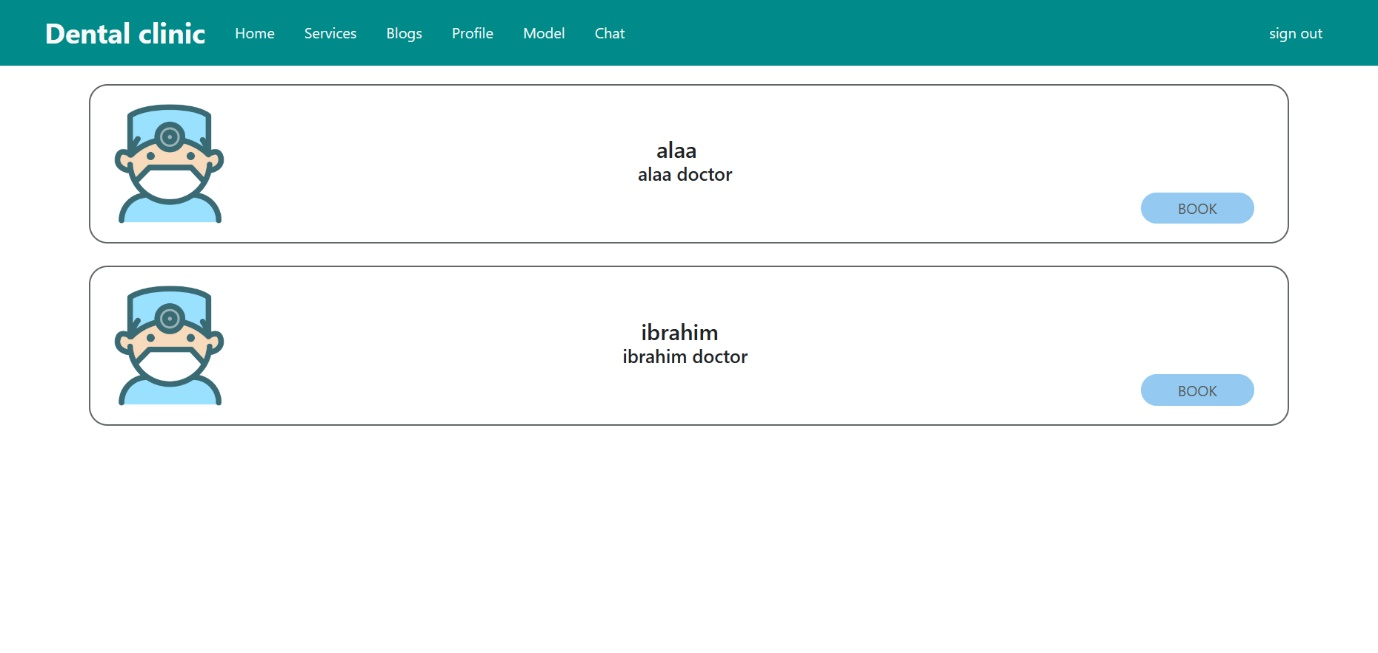 Dental clinic Home Services Blogs Profile Model Chat sign out
alaa
alaa doctor
BOOK
ibrahim
ibrahim doctor
BOOK